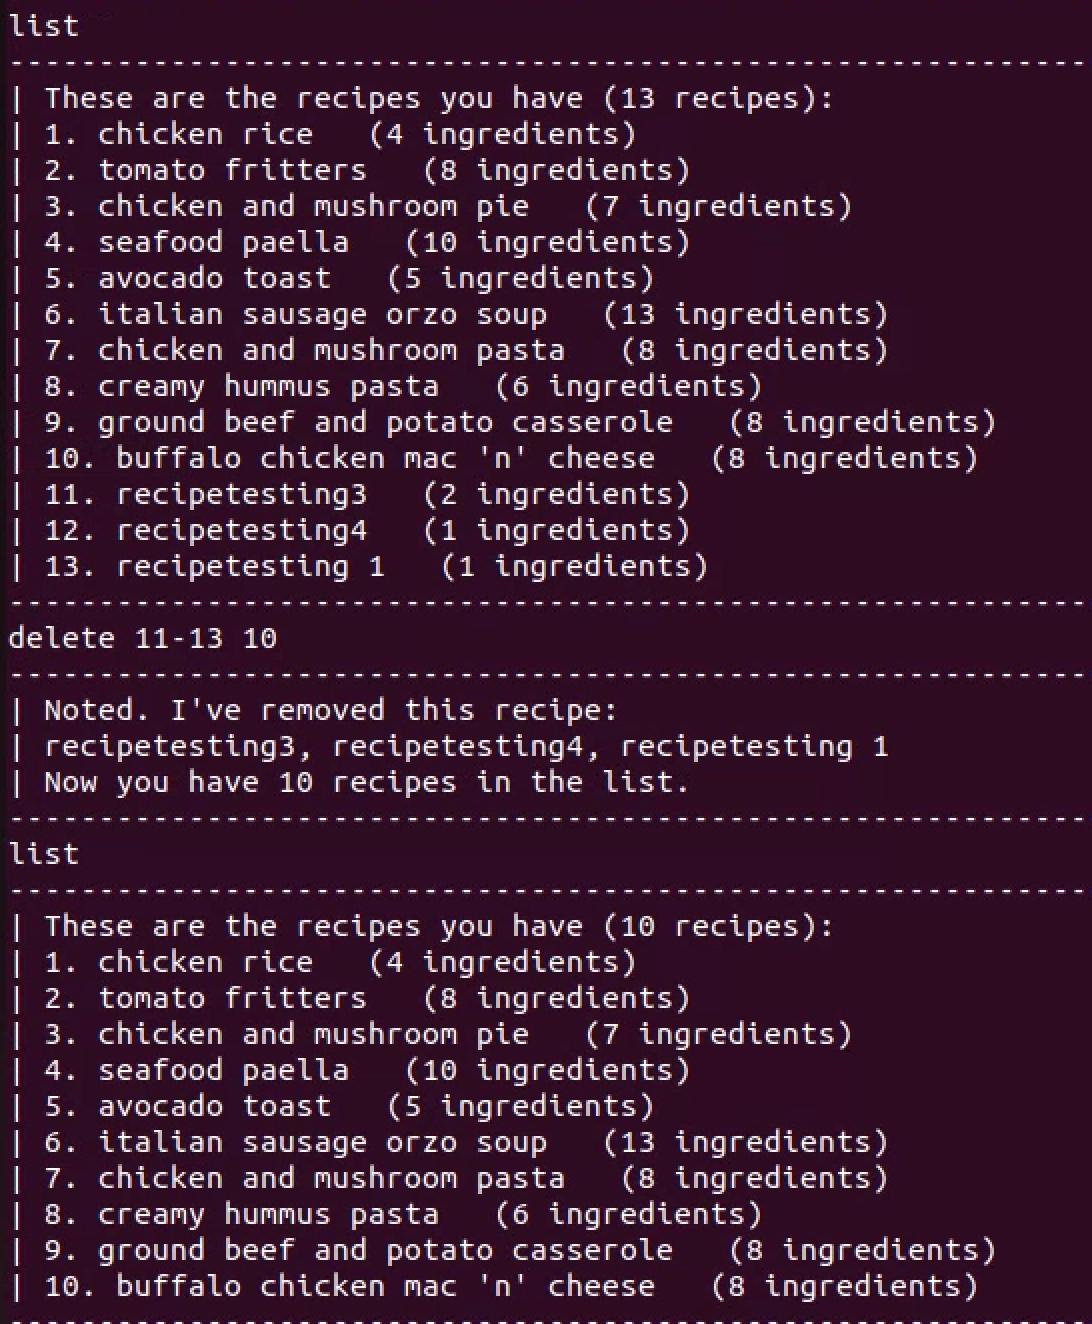 list
------------------------------------------------------------
| These are the recipes you have (13 recipes):
| 1. chicken rice   (4 ingredients)
| 2. tomato fritters   (8 ingredients)
| 3. chicken and mushroom pie   (7 ingredients)
| 4. seafood paella   (10 ingredients)
| 5. avocado toast   (5 ingredients)
| 6. italian sausage orzo soup   (13 ingredients)
| 7. chicken and mushroom pasta   (8 ingredients)
| 8. creamy hummus pasta   (6 ingredients)
| 9. ground beef and potato casserole   (8 ingredients)
| 10. buffalo chicken mac 'n' cheese   (8 ingredients)
| 11. recipetesting3   (2 ingredients)
| 12. recipetesting4   (1 ingredients)
| 13. recipetesting 1   (1 ingredients)
------------------------------------------------------------
delete 11-13 10
------------------------------------------------------------
| Noted. I've removed this recipe:
| recipetesting3, recipetesting4, recipetesting 1
| Now you have 10 recipes in the list.
------------------------------------------------------------
list
------------------------------------------------------------
| These are the recipes you have (10 recipes):
| 1. chicken rice   (4 ingredients)
| 2. tomato fritters   (8 ingredients)
| 3. chicken and mushroom pie   (7 ingredients)
| 4. seafood paella   (10 ingredients)
| 5. avocado toast   (5 ingredients)
| 6. italian sausage orzo soup   (13 ingredients)
| 7. chicken and mushroom pasta   (8 ingredients)
| 8. creamy hummus pasta   (6 ingredients)
| 9. ground beef and potato casserole   (8 ingredients)
| 10. buffalo chicken mac 'n' cheese   (8 ingredients)
------------------------------------------------------------